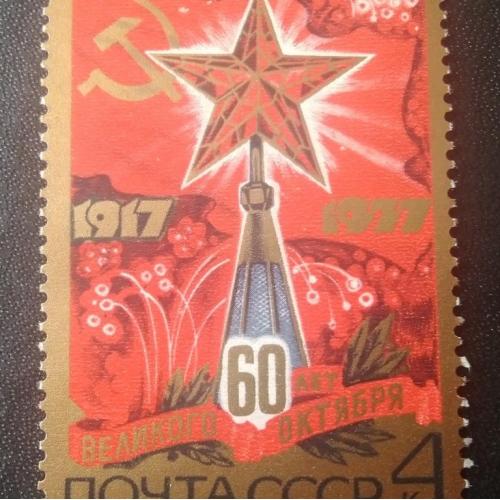 1917 1977
60 ЛЕТ
ВЕЛИКОГО ОКТЯБРЯ
ПОЧТА СССР 4